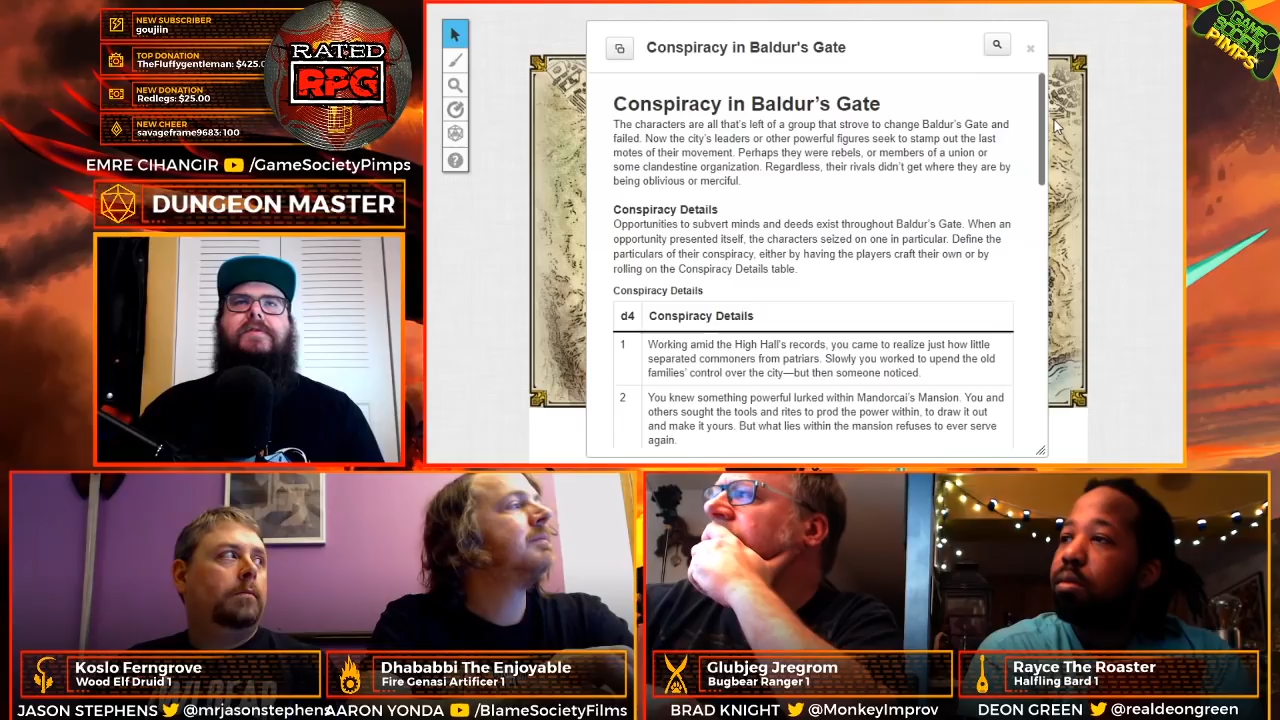 NEW SUBSCRIBER
goujiin
TOP DONATION
TheFluffygentleman: $425.0
NEW DONATION
Redlegs: $25.00
NEW CHEER
savageframe9683: 100
RATED
RPG
GAME
SOCIETY
PIMPS
EMRE CIHANGIR /GameSocietyPimps
DUNGEON MASTER
Conspiracy in Baldur's Gate
Conspiracy in Baldur's Gate
The characters are all that's left of a group that strove to change Baldur's Gate and
failed. Now the city's leaders or other powerful figures seek to stamp out the last
motes of their movement. Perhaps they were rebels, or members of a union or
some clandestine organization. Regardless, their rivals didn't get where they are by
being oblivious or merciful.
Conspiracy Details
Opportunities to subvert minds and deeds exist throughout Baldur's Gate. When an
opportunity presented itself, the characters seized on one in particular. Define the
particulars of their conspiracy, either by having the players craft their own or by
rolling on the Conspiracy Details table.
Conspiracy Details
d4 Conspiracy Details
1 Working amid the High Hall's records, you came to realize just how little
separated commoners from patriars. Slowly you worked to upend the old
families' control over the city—but then someone noticed.
2 You knew something powerful lurked within Mandorcai's Mansion. You and
others sought the tools and rites to prod the power within, to draw it out
and make it yours. But what lies within the mansion refuses to ever serve
again.
Koslo Ferngrove
Wood Elf Druid 1
Dhababbi The Enjoyable
Fire Genasi Artificer 1
Glubjeg Jregrom
Bugbear Ranger 1
Rayce The Roaster
Halfling Bard 1
JASON STEPHENS @mrjasonstephens
AARON YONDA /BlameSocietyFilms
BRAD KNIGHT @MonkeyImprov
DEON GREEN @realdeongreen